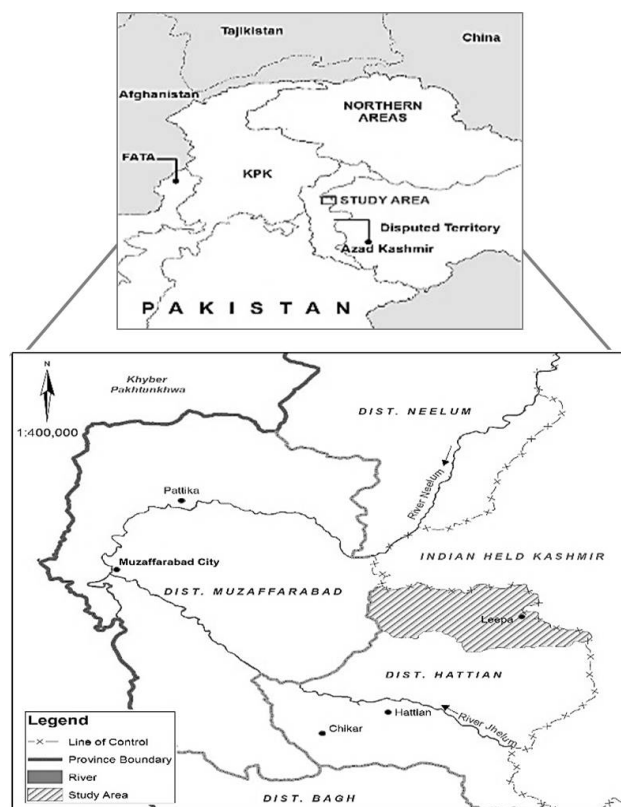 Tajikistan
China
Afghanistan
NORTHERN
AREAS
FATA
KPK
STUDY AREA
Disputed Territory
Azad Kashmir
PAKISTAN
N
1:400,000
Khyber
Pakhtunkhwa
DIST. NEELUM
River Neelum
Pattika
INDIAN HELD KASHMIR
Muzaffarabad City
DIST. MUZAFFARABAD
Leepa
DIST. HATTIAN
River Jhelum
Hattian
Chikar
Legend
Line of Control
Province Boundary
River
Study Area
DIST. BAGH